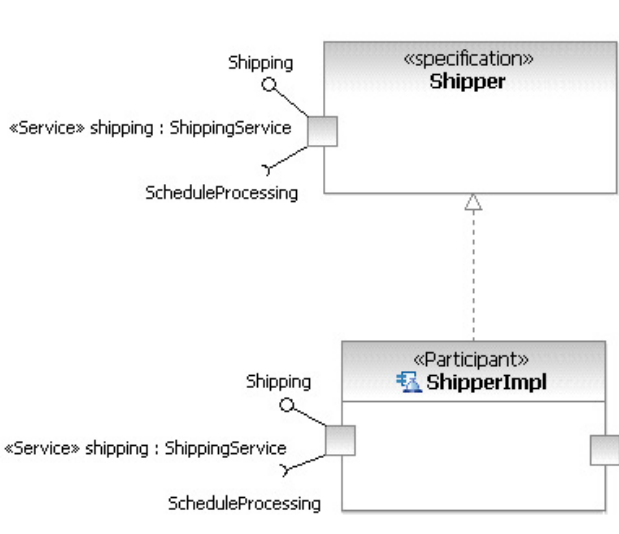 Shipping
«specification»
Shipper
«Service» shipping : ShippingService
ScheduleProcessing
«Participant»
ShipperImpl
Shipping
«Service» shipping : ShippingService
ScheduleProcessing